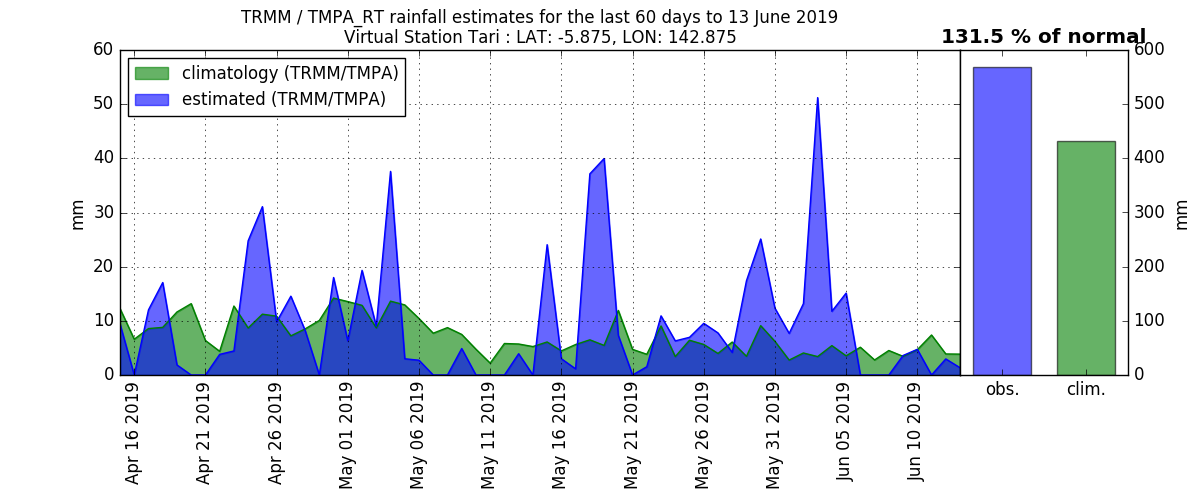 TRMM / TMPA_RT rainfall estimates for the last 60 days to 13 June 2019
Virtual Station Tari : LAT: -5.875, LON: 142.875
131.5 % of normal
climatology (TRMM/TMPA)
estimated (TRMM/TMPA)
60
50
40
30
20
10
0
mm
Apr 16 2019
Apr 21 2019
Apr 26 2019
May 01 2019
May 06 2019
May 11 2019
May 16 2019
May 21 2019
May 26 2019
May 31 2019
Jun 05 2019
Jun 10 2019
600
500
400
300
200
100
0
mm
obs.
clim.